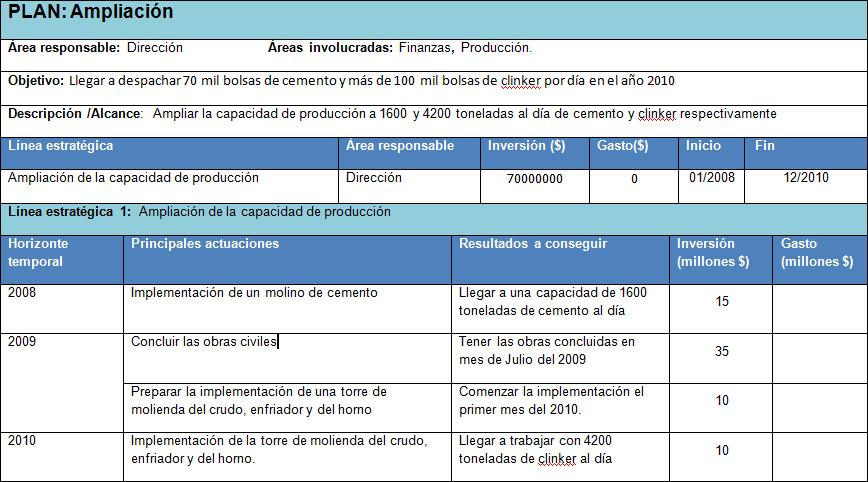 PLAN: Ampliación
Área responsable: Dirección Áreas involucradas: Finanzas, Producción.
Objetivo: Llegar a despachar 70 mil bolsas de cemento y más de 100 mil bolsas de clinker por día en el año 2010
Descripción /Alcance: Ampliar la capacidad de producción a 1600 y 4200 toneladas al día de cemento y clinker respectivamente
Línea estratégica Área responsable Inversión ($) Gasto($) Inicio Fin
Ampliación de la capacidad de producción Dirección 70000000 0 01/2008 12/2010
Línea estratégica 1: Ampliación de la capacidad de producción
Horizonte temporal Principales actuaciones Resultados a conseguir Inversión (millones $) Gasto (millones $)
2008 Implementación de un molino de cemento Llegar a una capacidad de 1600 toneladas de cemento al día 15
2009 Concluir las obras civiles Tener las obras concluidas en mes de Julio del 2009 35
Preparar la implementación de una torre de molienda del crudo, enfriador y del horno Comenzar la implementación el primer mes del 2010. 10
2010 Implementación de la torre de molienda del crudo, enfriador y del horno. Llegar a trabajar con 4200 toneladas de clinker al día 10